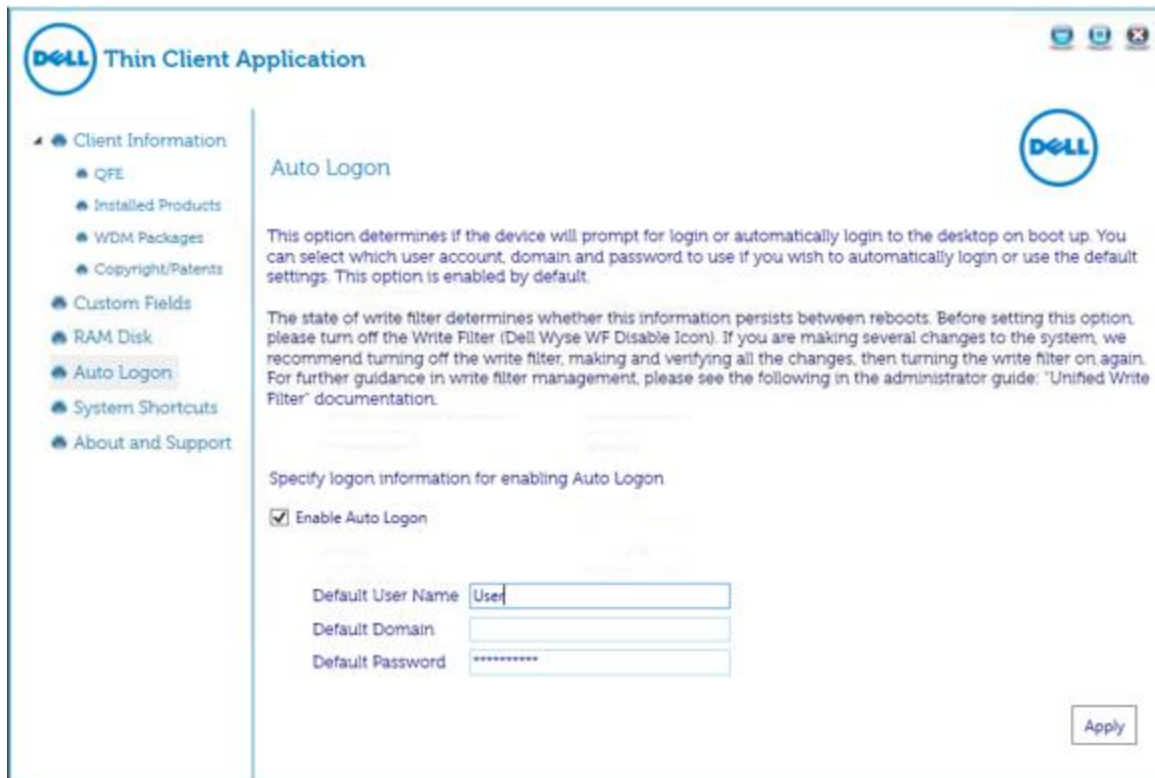 DELL Thin Client Application
Client Information
QFE
Installed Products
WDM Packages
Copyright/Patents
Custom Fields
RAM Disk
Auto Logon
System Shortcuts
About and Support
DELL
Auto Logon
This option determines if the device will prompt for login or automatically login to the desktop on boot up. You
can select which user account, domain and password to use if you wish to automatically login or use the default
settings. This option is enabled by default.
The state of write filter determines whether this information persists between reboots. Before setting this option,
please turn off the Write Filter (Dell Wyse WF Disable Icon). If you are making several changes to the system, we
recommend turning off the write filter, making and verifying all the changes, then turning the write filter on again.
For further guidance in write filter management, please see the following in the administrator guide: "Unified Write
Filter" documentation.
Specify logon information for enabling Auto Logon
Enable Auto Logon
Default User Name User
Default Domain
Default Password **********
Apply